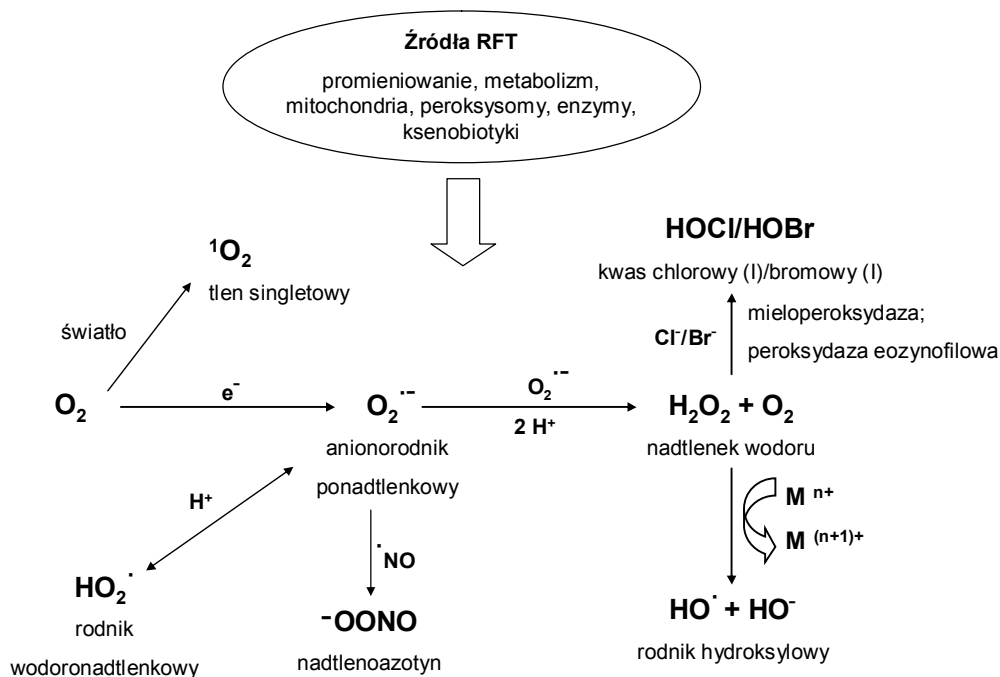 Źródła RFT
promieniowanie, metabolizm,
mitochondria, peroksysomy, enzymy,
ksenobiotyki
HOCl/HOBr
kwas chlorowy (I)/bromowy (I)
¹O₂
tlen singletowy
światło
Cl⁻/Br⁻
mieloperoksydaza;
peroksydaza eozynofilowa
O₂
e⁻
O₂˙⁻
O₂˙⁻
2 H⁺
H₂O₂ + O₂
anionorodnik
ponadtlenkowy
nadtlenek wodoru
H⁺
˙NO
M ⁿ⁺
M ⁽ⁿ⁺¹⁾⁺
HO₂˙
rodnik
wodoronadtlenkowy
⁻OONO
nadtlenoazotyn
HO˙ + HO⁻
rodnik hydroksylowy